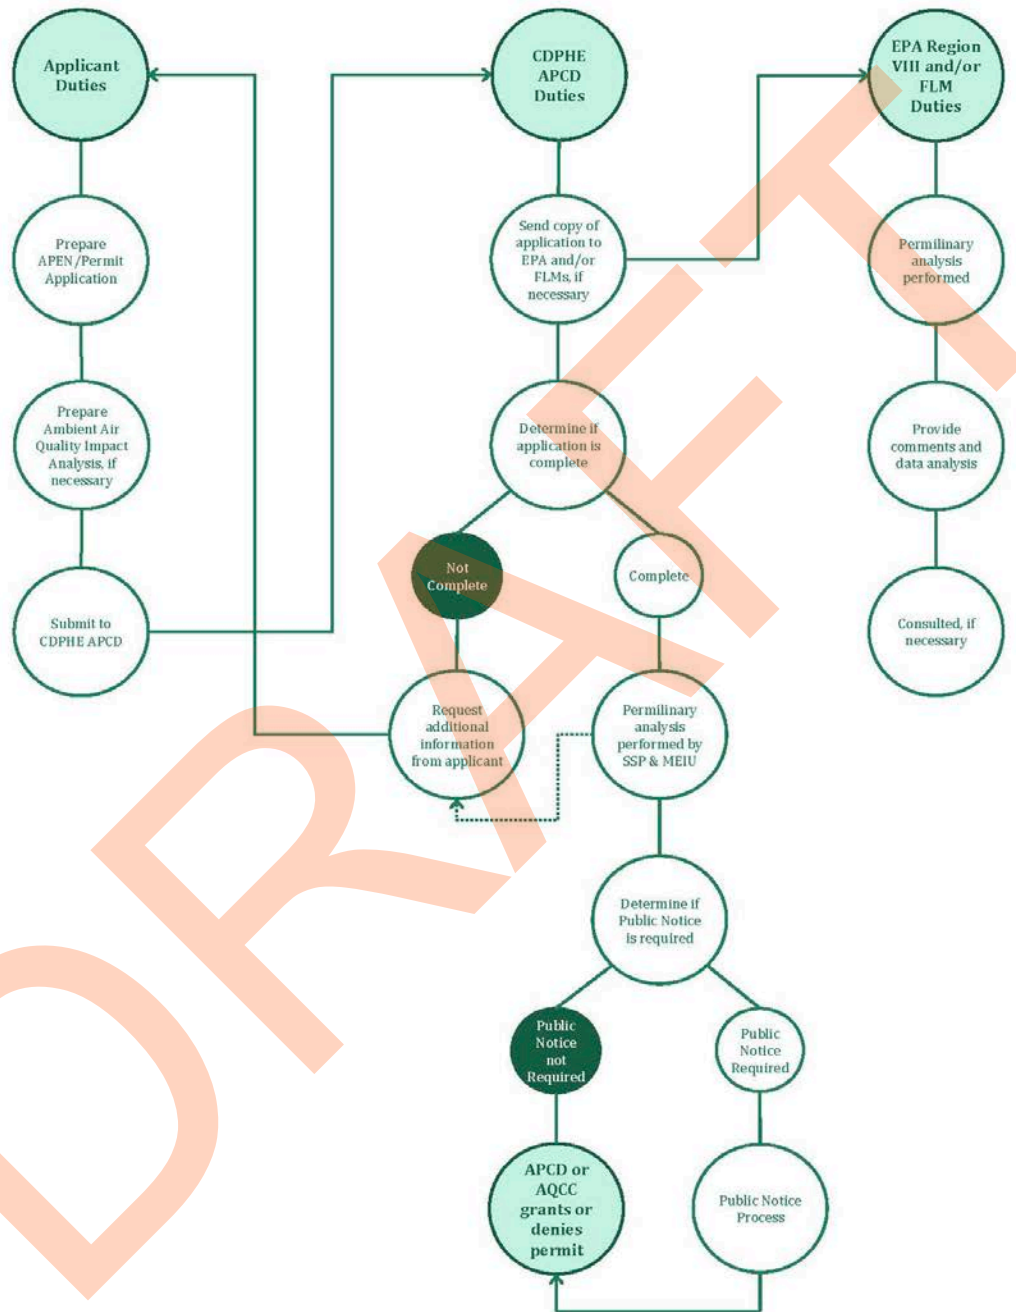 Applicant
Duties
Prepare
APEN/Permit
Application
Prepare
Ambient Air
Quality Impact
Analysis, if
necessary
Submit to
CDPHE APCD
CDPHE
APCD
Duties
Send copy of
application to
EPA and/or
FLMs, if
necessary
Determine if
application is
complete
Not
Complete
Complete
Request
additional
information
from applicant
Permilinary
analysis
performed by
SSP & MEIU
Determine if
Public Notice
is required
Public
Notice
not
Required
Public
Notice
Required
APCD or
AQCC
grants or
denies
permit
Public Notice
Process
EPA Region
VIII and/or
FLM
Duties
Permilinary
analysis
performed
Provide
comments and
data analysis
Consulted, if
necessary
DRAFT